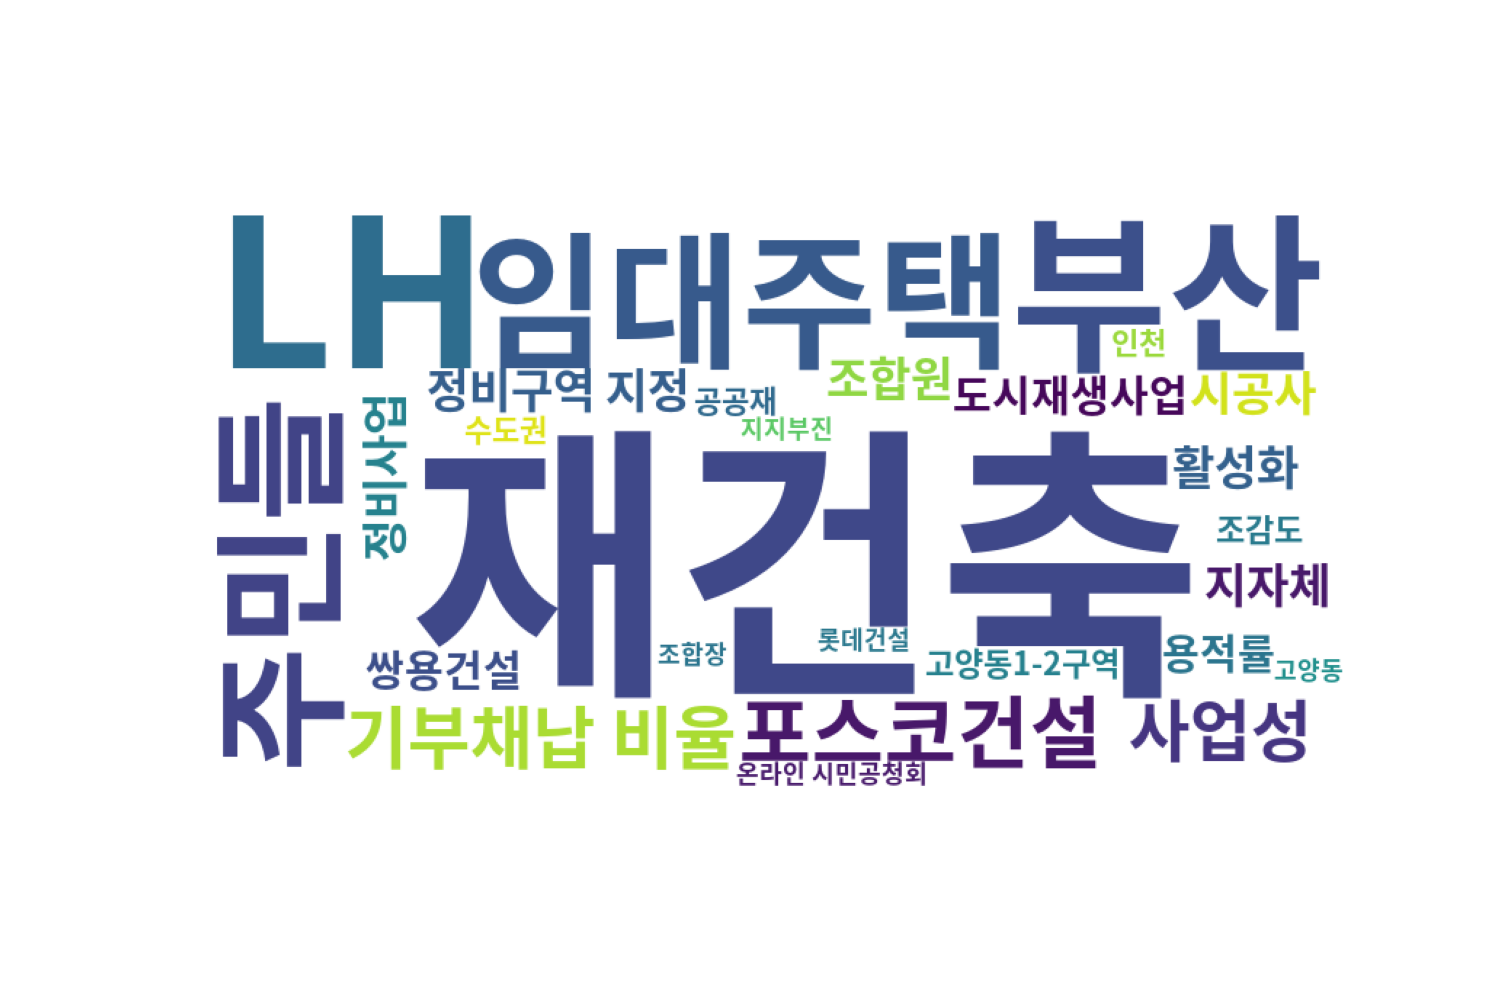 LH
임대주택
부산
인천
정비구역 지정
공공재
조합원
도시재생사업
시공사
주민들
정비사업
수도권
지지부진
재건축
활성화
조감도
지자체
쌍용건설
조합장
롯데건설
고양동1-2구역
용적률
고양동
기부채납 비율
포스코건설
사업성
온라인 시민공청회